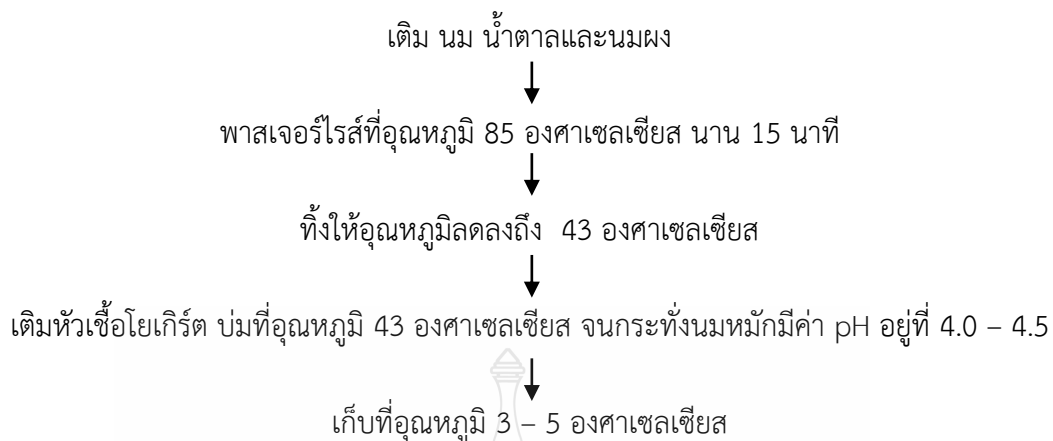 เติม นม น้ำตาลและนมผง
พาสเจอร์ไรส์ที่อุณหภูมิ 85 องศาเซลเซียส นาน 15 นาที
ทิ้งให้อุณหภูมิลดลงถึง 43 องศาเซลเซียส
เติมหัวเชื้อโยเกิร์ต บ่มที่อุณหภูมิ 43 องศาเซลเซียส จนกระทั่งนมหมักมีค่า pH อยู่ที่ 4.0 – 4.5
เก็บที่อุณหภูมิ 3 – 5 องศาเซลเซียส